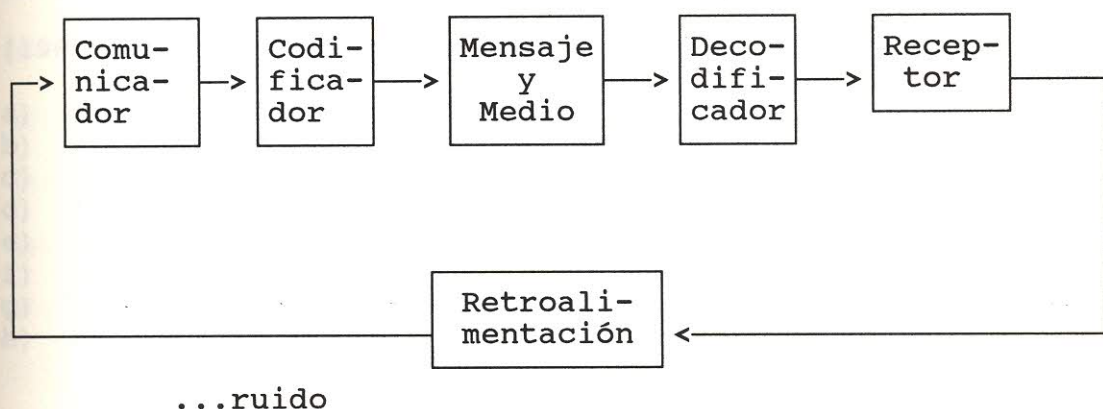 Comu-
nica-
dor
Codi-
fica-
dor
Mensaje
y
Medio
Deco-
difi-
cador
Recep-
tor
Retroali-
mentación
...ruido